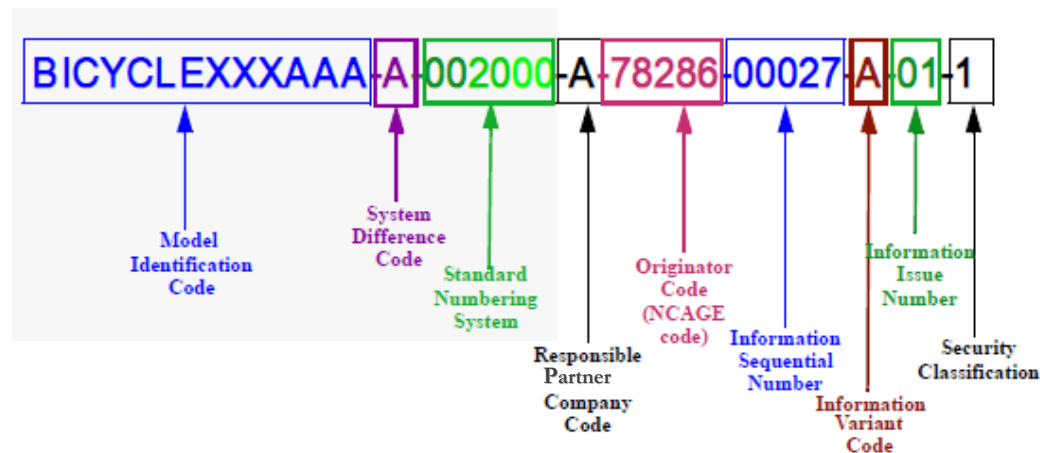 BICYCLEXXXAAA-A-002000-A-78286-00027-A-01-1
Model
Identification
Code
System
Difference
Code
Standard
Numbering
System
Responsible
Partner
Company
Code
Originator
Code
(NCAGE
code)
Information
Sequential
Number
Information
Variant
Code
Information
Issue
Number
Security
Classification